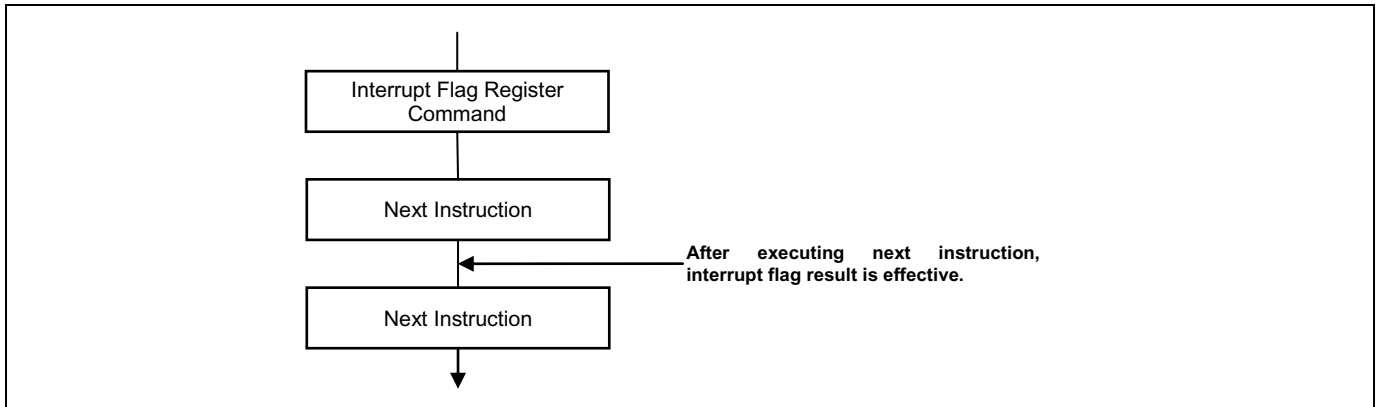 Interrupt Flag Register
Command
Next Instruction
After executing next instruction,
interrupt flag result is effective.
Next Instruction